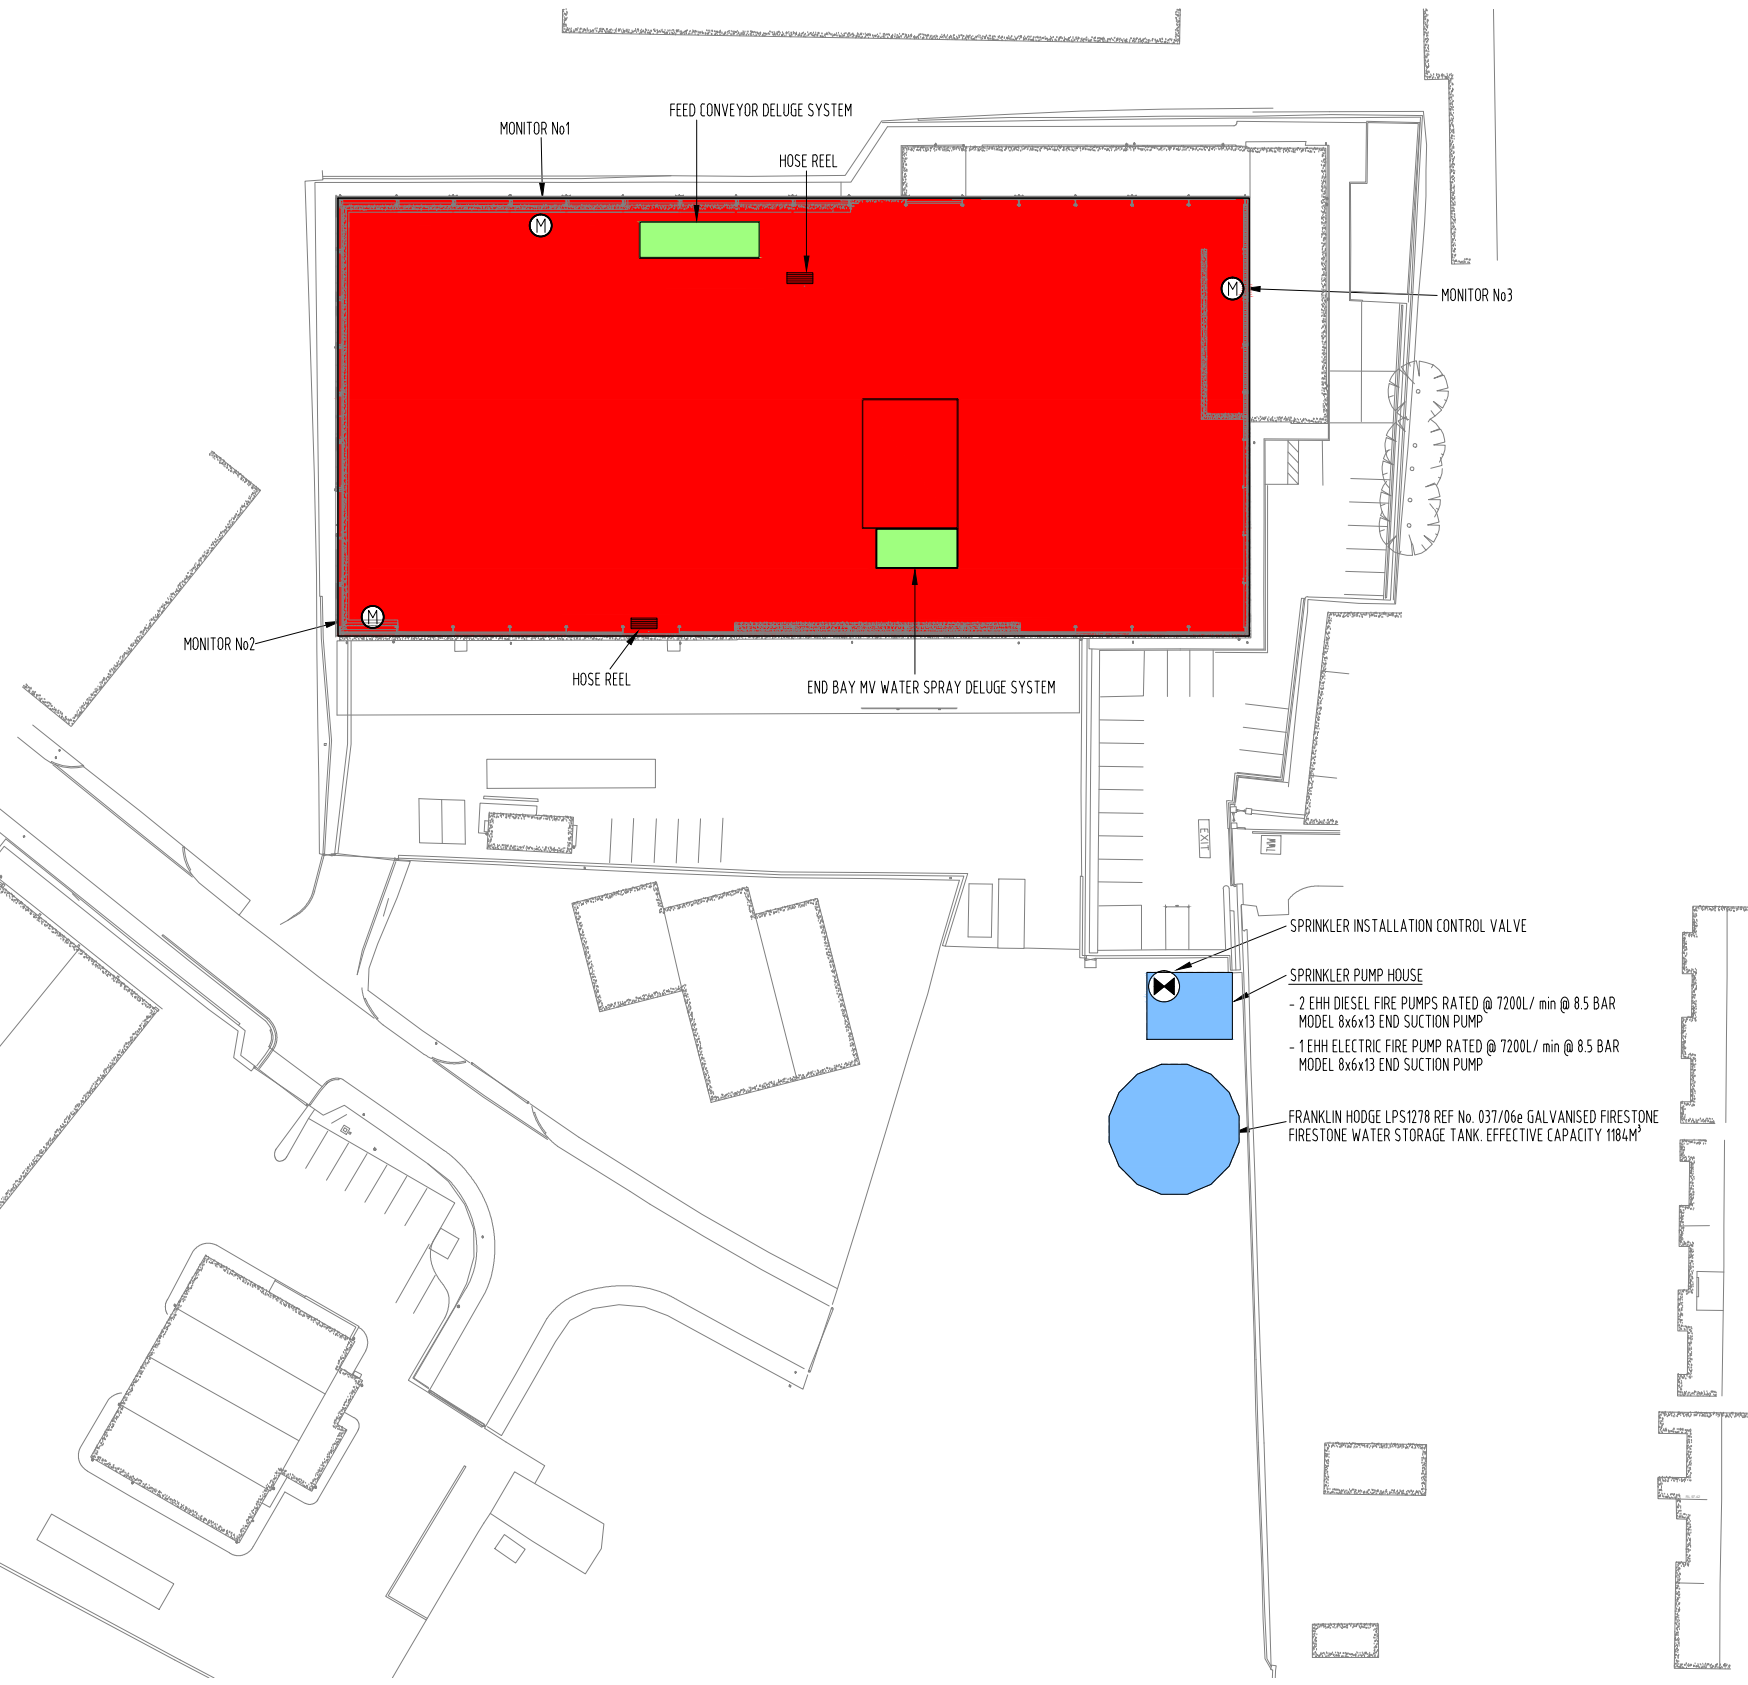 FEED CONVEYOR DELUGE SYSTEM
MONITOR No1
HOSE REEL
M
M
MONITOR No3
M
MONITOR No2
HOSE REEL
END BAY MV WATER SPRAY DELUGE SYSTEM
EXIT
SPRINKLER INSTALLATION CONTROL VALVE
SPRINKLER PUMP HOUSE
- 2 EHH DIESEL FIRE PUMPS RATED @ 7200L/ min @ 8.5 BAR
MODEL 8x6x13 END SUCTION PUMP
- 1 EHH ELECTRIC FIRE PUMP RATED @ 7200L/ min @ 8.5 BAR
MODEL 8x6x13 END SUCTION PUMP
FRANKLIN HODGE LPS1278 REF No. 037/06e GALVANISED FIRESTONE
FIRESTONE WATER STORAGE TANK. EFFECTIVE CAPACITY 1184M³